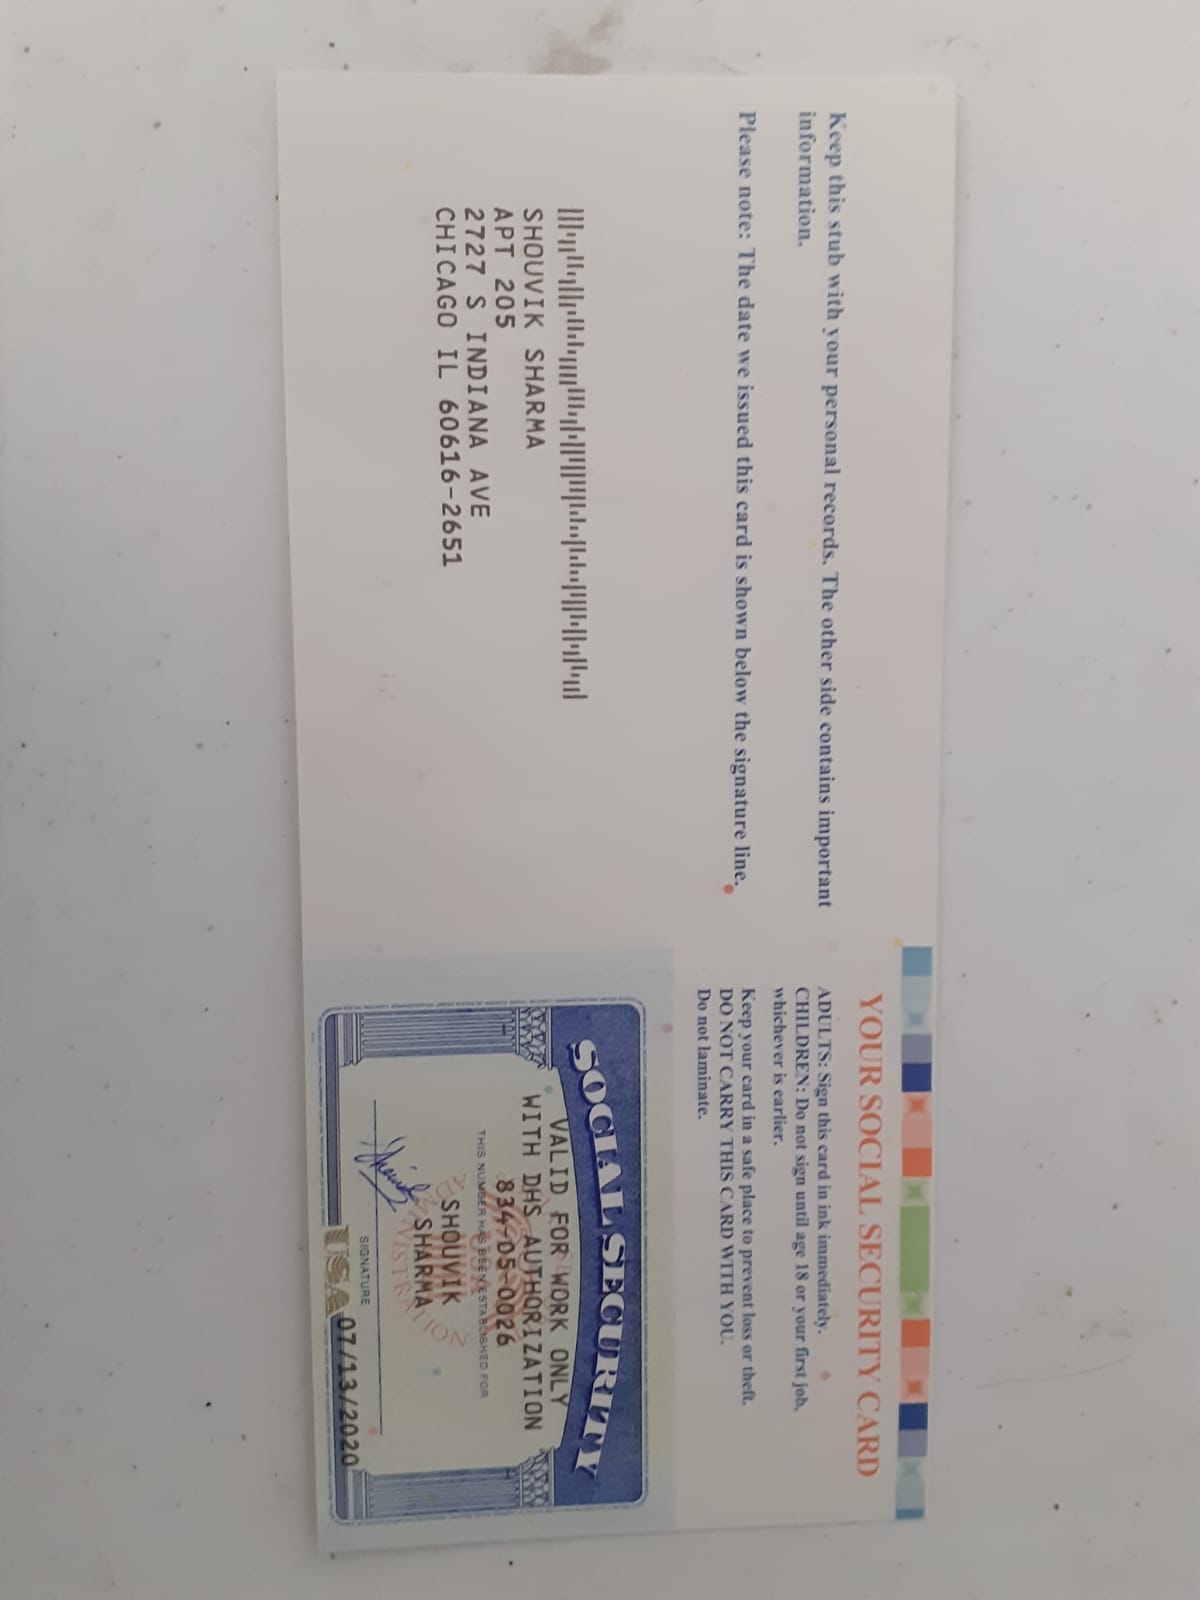 Keep this stub with your personal records. The other side contains important
information.
Please note: The date we issued this card is shown below the signature line.
SHOUVIK SHARMA
APT 205
2727 S INDIANA AVE
CHICAGO IL 60616-2651
YOUR SOCIAL SECURITY CARD
ADULTS: Sign this card in ink immediately.
CHILDREN: Do not sign until age 18 or your first job,
whichever is earlier.
Keep your card in a safe place to prevent loss or theft.
DO NOT CARRY THIS CARD WITH YOU.
Do not laminate.
SOCIAL SECURITY
VALID FOR WORK ONLY
WITH DHS AUTHORIZATION
834-05-0026
THIS NUMBER HAS BEEN ESTABLISHED FOR
SHOUVIK
SHARMA
SIGNATURE
USA 07/13/2020